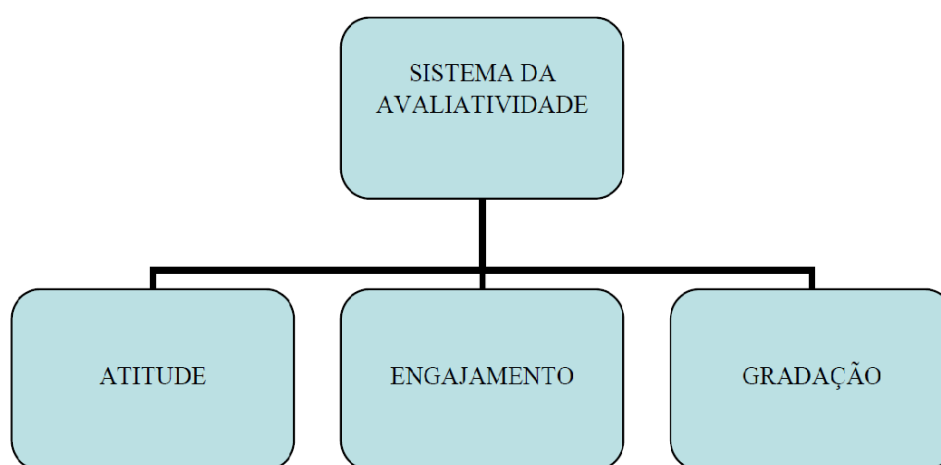 SISTEMA DA
AVALIATIVIDADE
ATITUDE
ENGAJAMENTO
GRADAÇÃO